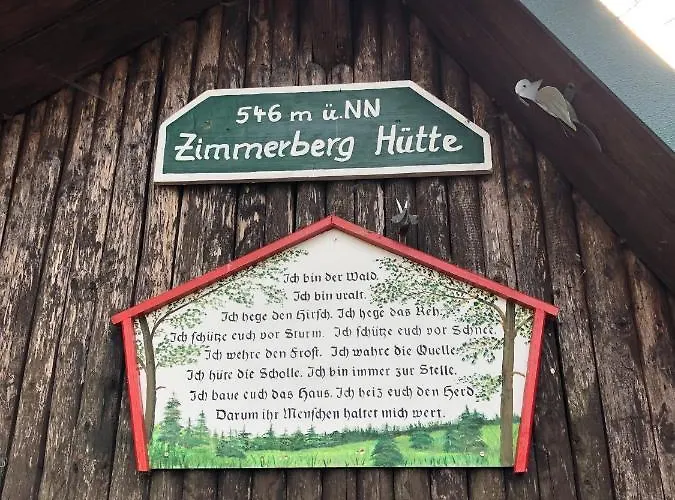 546 m ü.NN
Zimmerberg Hütte
Ich bin der Wald.
Ich bin uralt.
Ich hege den Hirsch. Ich hege das Reh.
Ich schütze euch vor Sturm. Ich schütze euch vor Schnee.
Ich wehre den Frost. Ich wahre die Quelle.
Ich hüte die Scholle. Ich bin immer zur Stelle.
Ich baue euch das Haus. Ich heiz euch den Herd.
Darum ihr Menschen haltet mich wert.